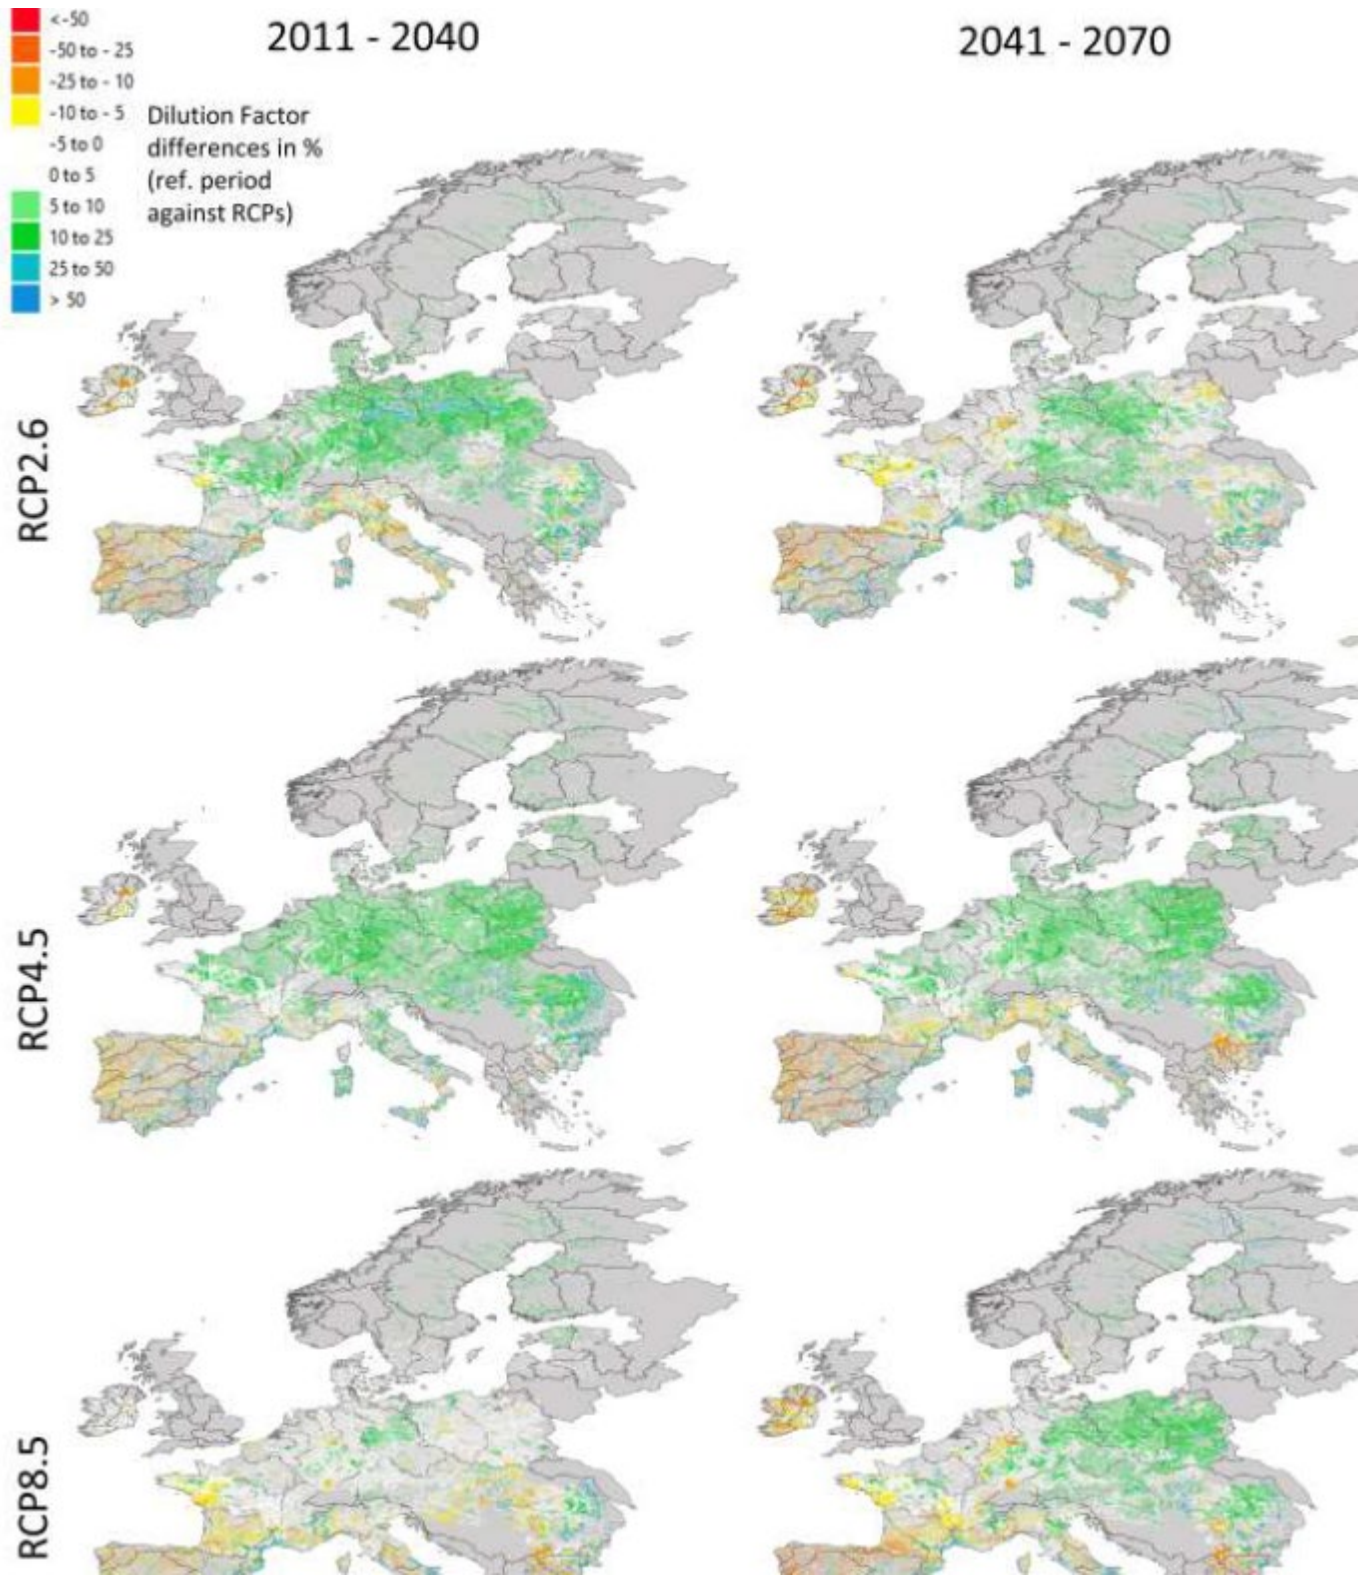 <-50
-50 to - 25
-25 to - 10
-10 to - 5
-5 to 0
0 to 5
5 to 10
10 to 25
25 to 50
> 50
Dilution Factor
differences in %
(ref. period
against RCPs)
2011 - 2040
2041 - 2070
RCP2.6
RCP4.5
RCP8.5